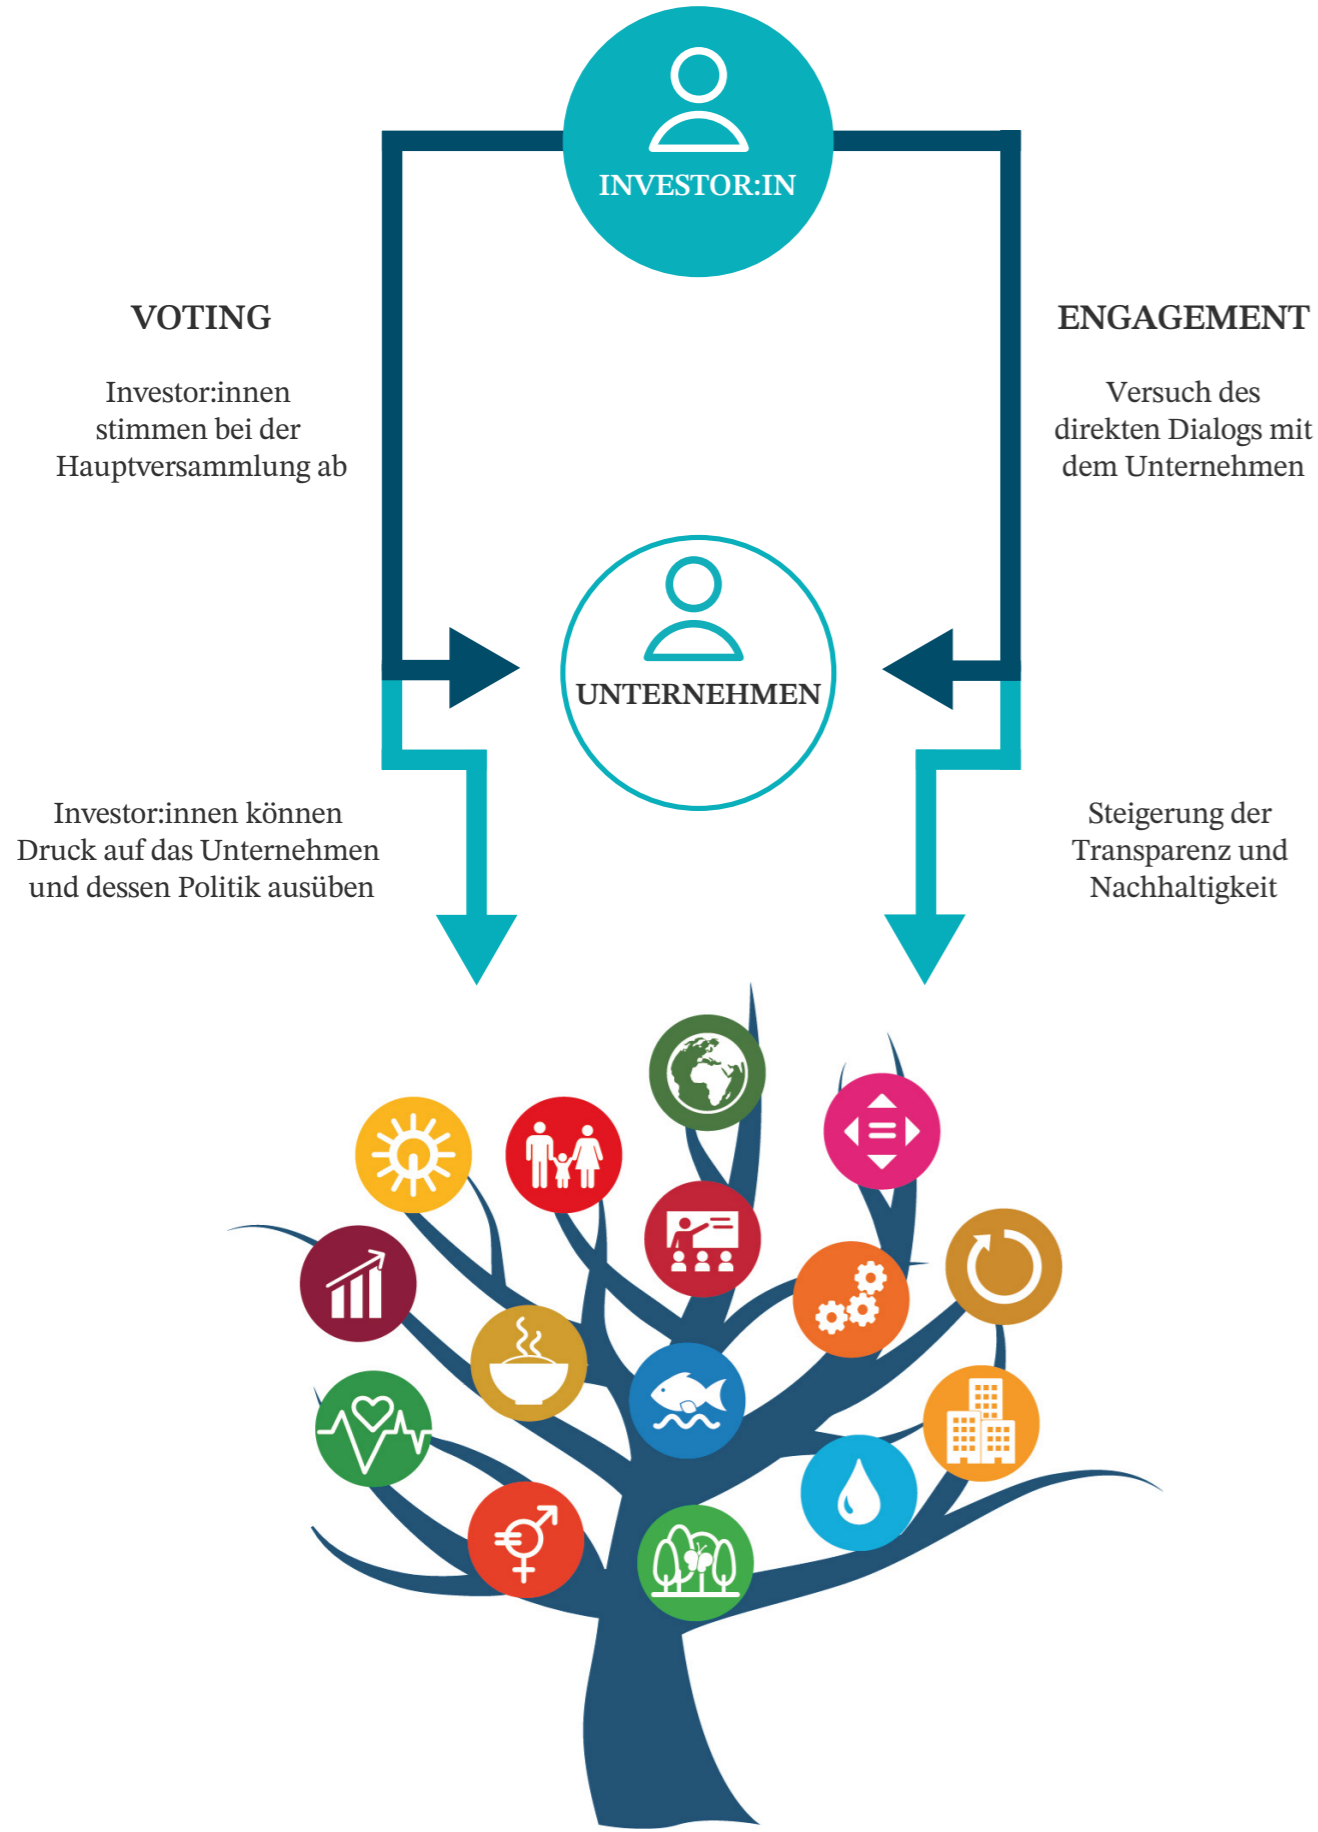 INVESTOR:IN
VOTING
Investor:innen
stimmen bei der
Hauptversammlung ab
ENGAGEMENT
Versuch des
direkten Dialogs mit
dem Unternehmen
UNTERNEHMEN
Investor:innen können
Druck auf das Unternehmen
und dessen Politik ausüben
Steigerung der
Transparenz und
Nachhaltigkeit